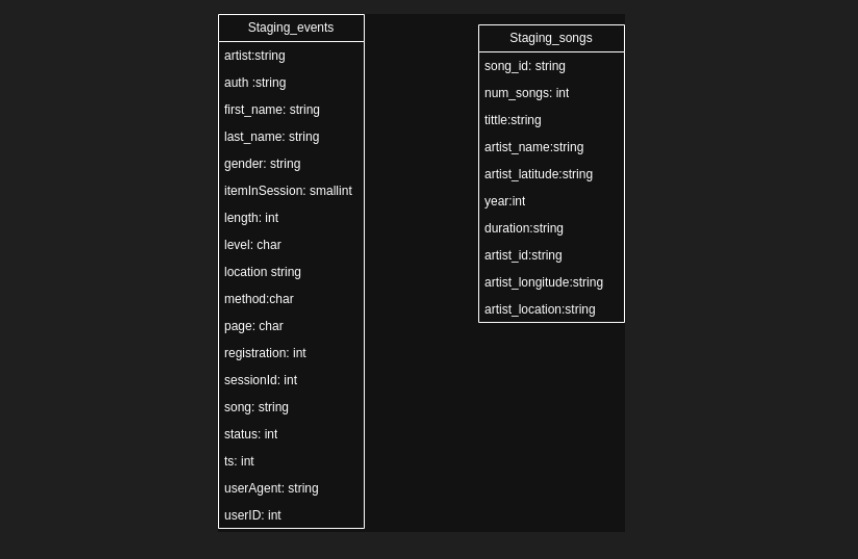 Staging_events
artist:string
auth :string
first_name: string
last_name: string
gender: string
itemInSession: smallint
length: int
level: char
location string
method:char
page: char
registration: int
sessionId: int
song: string
status: int
ts: int
userAgent: string
userID: int
Staging_songs
song_id: string
num_songs: int
tittle:string
artist_name:string
artist_latitude:string
year:int
duration:string
artist_id:string
artist_longitude:string
artist_location:string